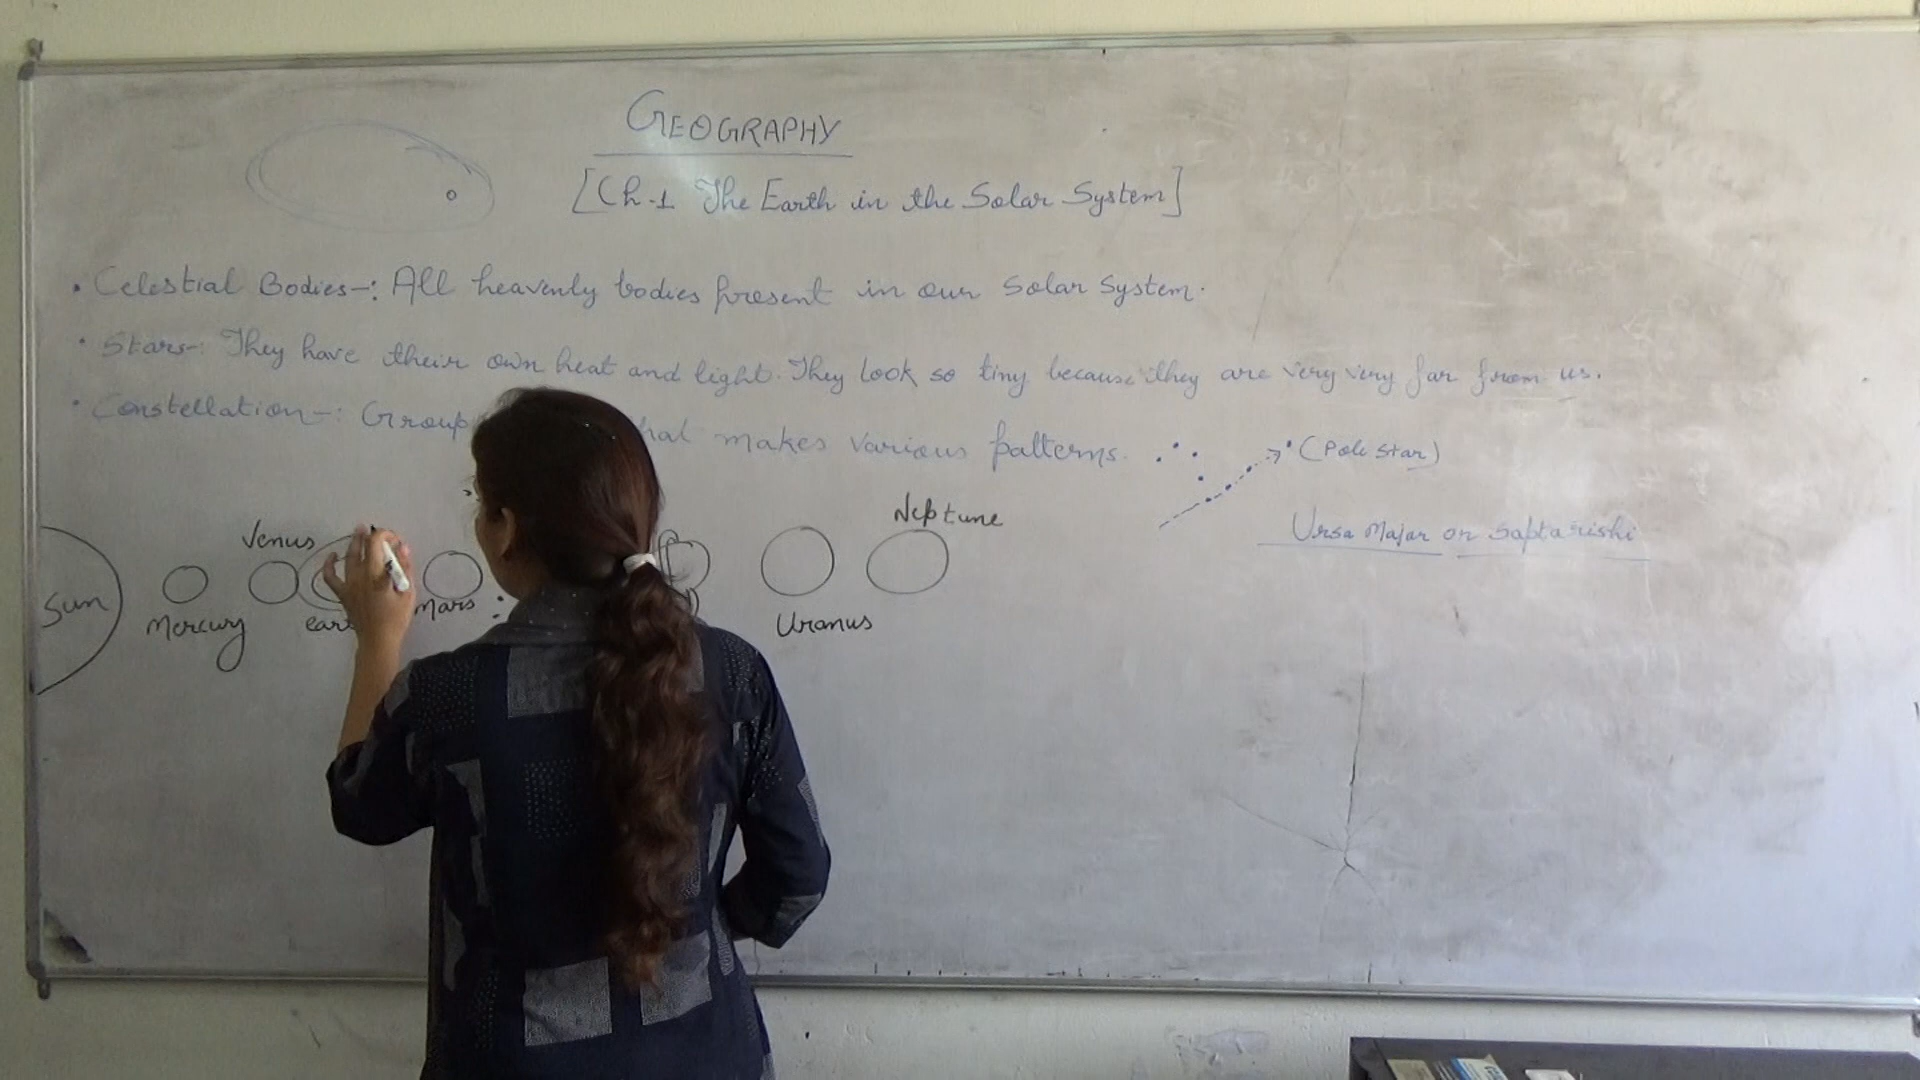 GEOGRAPHY
[Ch-1 The Earth in the Solar System]
• Celestial Bodies-: All heavenly bodies present in our Solar System.
• Stars-: They have their own heat and light. They look so tiny because they are very very far from us.
• Constellation-: Group makes various patterns.
(Pole Star)
Ursa Major or Saptarishi
Neptune
Venus
Sun
Mercury
Mars
Uranus